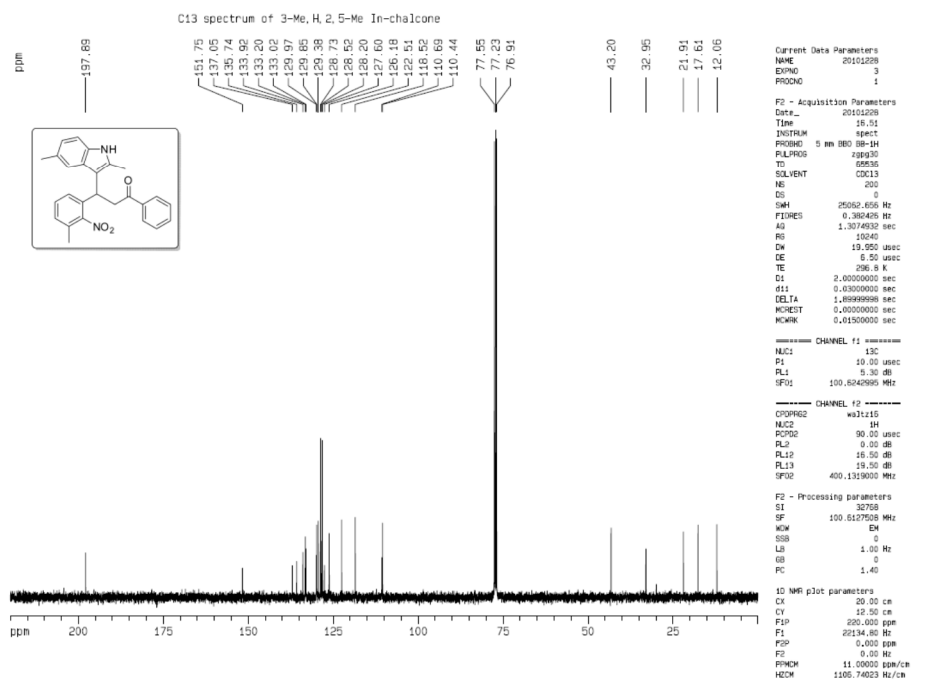 C13 spectrum of 3-Me, H, 2, 5-Me In-chalcone
ppm
197.89
151.75
137.05
135.74
133.92
133.20
133.02
129.97
129.85
129.38
128.73
128.52
128.20
127.60
126.18
122.51
118.52
110.69
110.44
77.55
77.23
76.91
43.20
32.95
21.91
17.61
12.06
NH
O
NO2
ppm 200 175 150 125 100 75 50 25
Current Data Parameters
NAME 20101228
EXPNO 3
PROCNO 1
F2 - Acquisition Parameters
Date_ 20101228
Time 16.51
INSTRUM spect
PROBHD 5 mm BBO BB-1H
PULPROG zgpg30
TD 65536
SOLVENT CDCl3
NS 200
DS 0
SWH 25062.656 Hz
FIDRES 0.382426 Hz
AQ 1.3074932 sec
RG 10240
DW 19.950 usec
DE 6.50 usec
TE 296.8 K
D1 2.00000000 sec
d11 0.03000000 sec
DELTA 1.89999998 sec
MCREST 0.00000000 sec
MCWRK 0.01500000 sec
======== CHANNEL f1 ========
NUC1 13C
P1 10.00 usec
PL1 5.30 dB
SFO1 100.6242995 MHz
======== CHANNEL f2 ========
CPDPRG2 waltz16
NUC2 1H
PCPD2 90.00 usec
PL2 0.00 dB
PL12 16.50 dB
PL13 19.50 dB
SFO2 400.1319000 MHz
F2 - Processing parameters
SI 32768
SF 100.6127508 MHz
WDW EM
SSB 0
LB 1.00 Hz
GB 0
PC 1.40
1D NMR plot parameters
CX 20.00 cm
CY 12.50 cm
F1P 220.000 ppm
F1 22134.80 Hz
F2P 0.000 ppm
F2 0.00 Hz
PPMCM 11.00000 ppm/cm
HZCM 1106.74023 Hz/cm